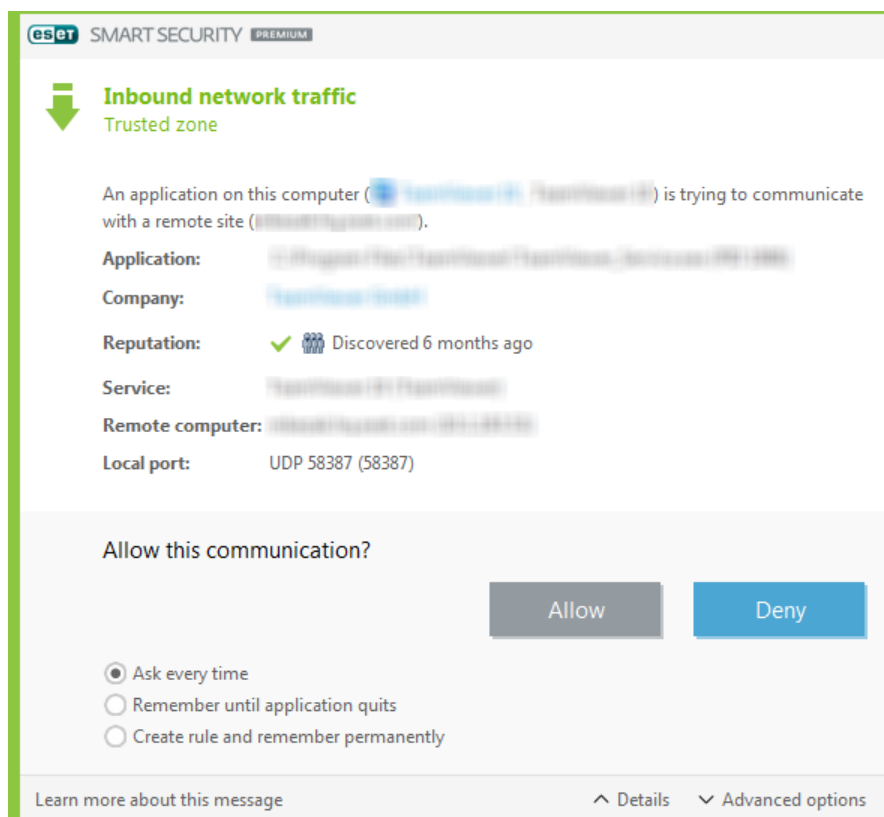 eseT SMART SECURITY PREMIUM
Inbound network traffic
Trusted zone
An application on this computer ( ) is trying to communicate
with a remote site ( ).
Application:
Company:
Reputation: Discovered 6 months ago
Service:
Remote computer:
Local port: UDP 58387 (58387)
Allow this communication?
Allow Deny
Ask every time
Remember until application quits
Create rule and remember permanently
Learn more about this message Details Advanced options